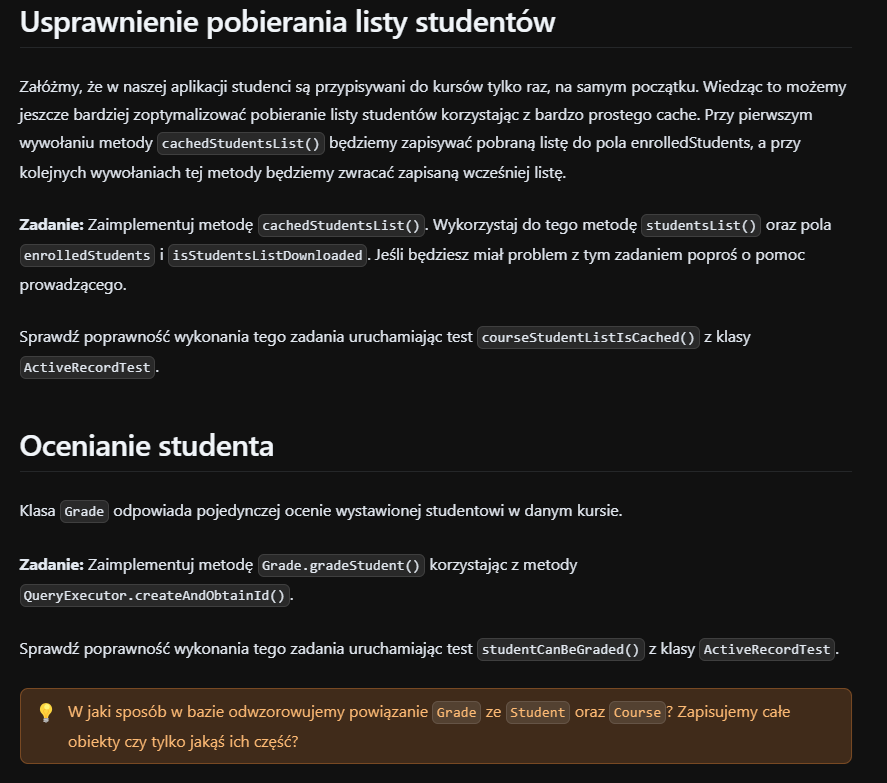 Usprawnienie pobierania listy studentów
Załóżmy, że w naszej aplikacji studenci są przypisywani do kursów tylko raz, na samym początku. Wiedząc to możemy
jeszcze bardziej zoptymalizować pobieranie listy studentów korzystając z bardzo prostego cache. Przy pierwszym
wywołaniu metody cachedStudentsList() będziemy zapisywać pobraną listę do pola enrolledStudents, a przy
kolejnych wywołaniach tej metody będziemy zwracać zapisaną wcześniej listę.
Zadanie: Zaimplementuj metodę cachedStudentsList(). Wykorzystaj do tego metodę studentsList() oraz pola
enrolledStudents i isStudentsListDownloaded. Jeśli będziesz miał problem z tym zadaniem poproś o pomoc
prowadzącego.
Sprawdź poprawność wykonania tego zadania uruchamiając test courseStudentListIsCached() z klasy
ActiveRecordTest.
Ocenianie studenta
Klasa Grade odpowiada pojedynczej ocenie wystawionej studentowi w danym kursie.
Zadanie: Zaimplementuj metodę Grade.gradeStudent() korzystając z metody
QueryExecutor.createAndObtainId().
Sprawdź poprawność wykonania tego zadania uruchamiając test studentCanBeGraded() z klasy ActiveRecordTest.
💡 W jaki sposób w bazie odwzorowujemy powiązanie Grade ze Student oraz Course? Zapisujemy całe
obiekty czy tylko jakąś ich część?